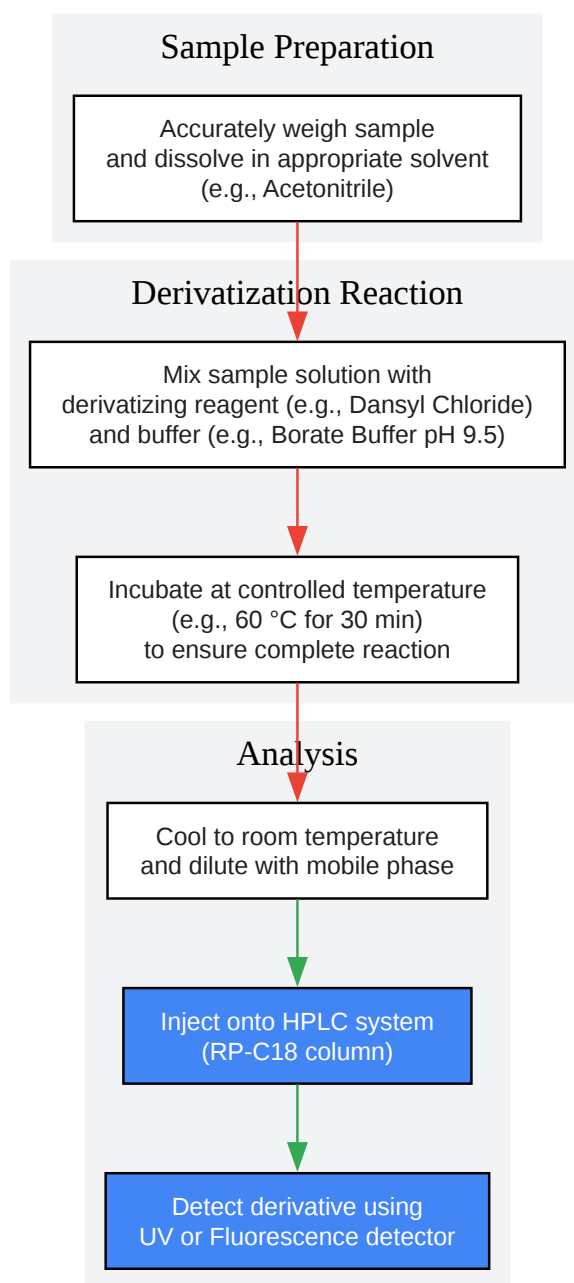 Sample Preparation
Accurately weigh sample
and dissolve in appropriate solvent
(e.g., Acetonitrile)
Derivatization Reaction
Mix sample solution with
derivatizing reagent (e.g., Dansyl Chloride)
and buffer (e.g., Borate Buffer pH 9.5)
Incubate at controlled temperature
(e.g., 60 °C for 30 min)
to ensure complete reaction
Analysis
Cool to room temperature
and dilute with mobile phase
Inject onto HPLC system
(RP-C18 column)
Detect derivative using
UV or Fluorescence detector